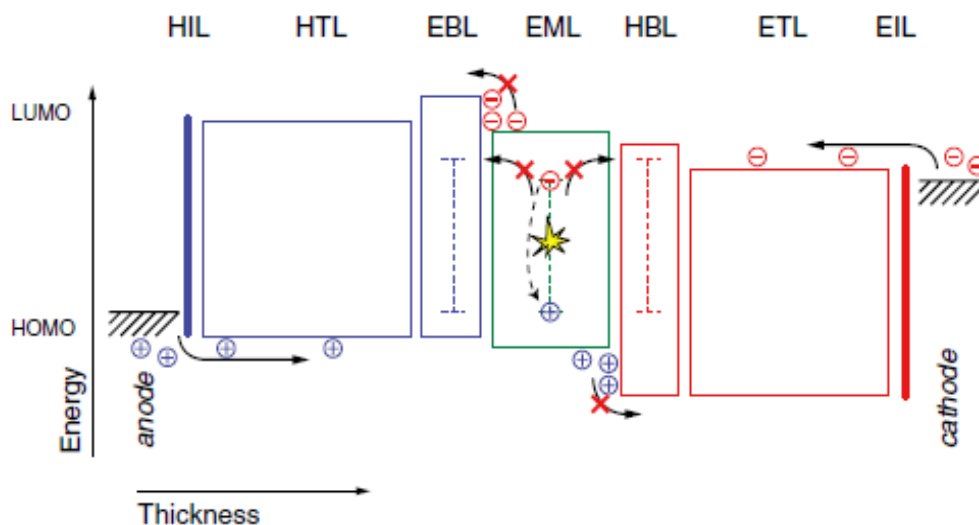 HIL HTL EBL EML HBL ETL EIL
LUMO
HOMO
Energy
anode
cathode
Thickness